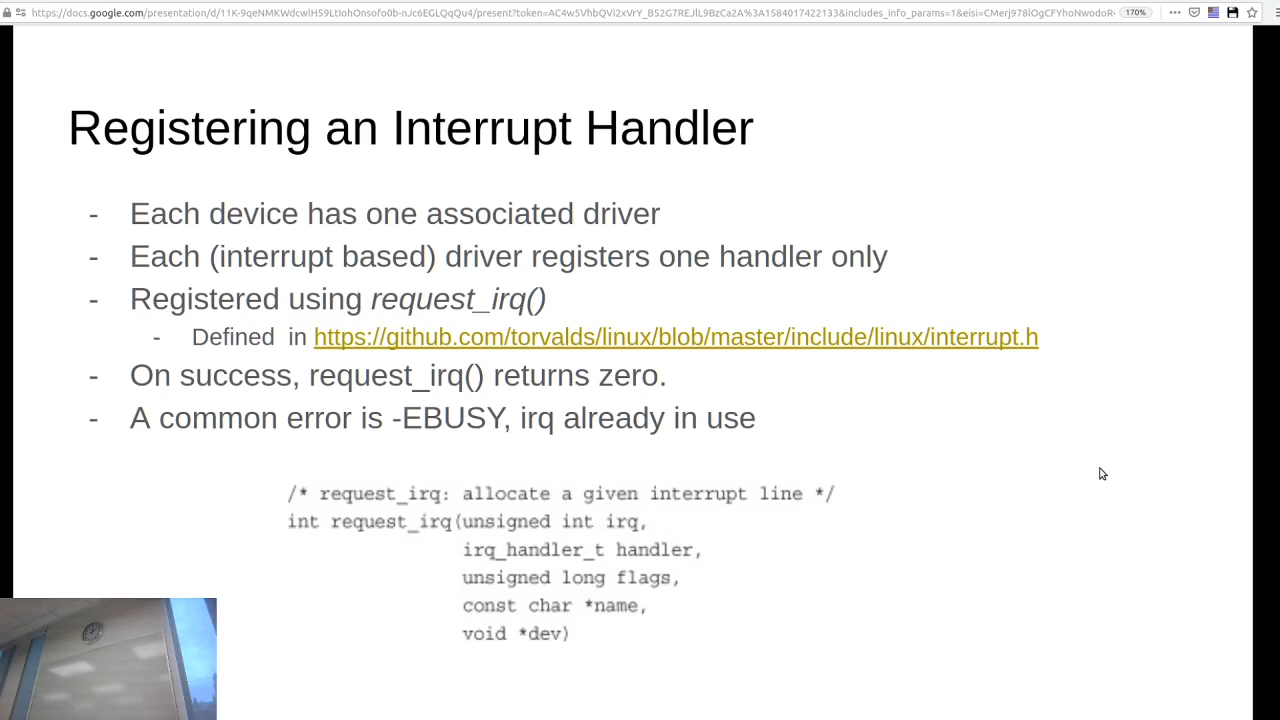 170%
Registering an Interrupt Handler
- Each device has one associated driver
- Each (interrupt based) driver registers one handler only
- Registered using request_irq()
- Defined in https://github.com/torvalds/linux/blob/master/include/linux/interrupt.h
- On success, request_irq() returns zero.
- A common error is -EBUSY, irq already in use
/* request_irq: allocate a given interrupt line */
int request_irq(unsigned int irq,
irq_handler_t handler,
unsigned long flags,
const char *name,
void *dev)